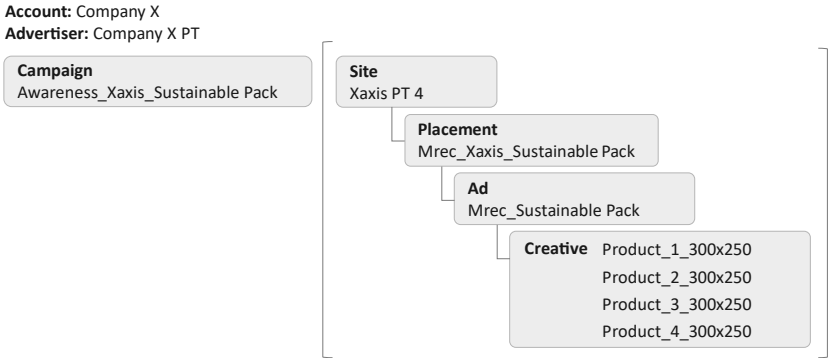 Account: Company X
Advertiser: Company X PT
Campaign
Awareness_Xaxis_Sustainable Pack
Site
Xaxis PT 4
Placement
Mrec_Xaxis_Sustainable Pack
Ad
Mrec_Sustainable Pack
Creative Product_1_300x250
Product_2_300x250
Product_3_300x250
Product_4_300x250